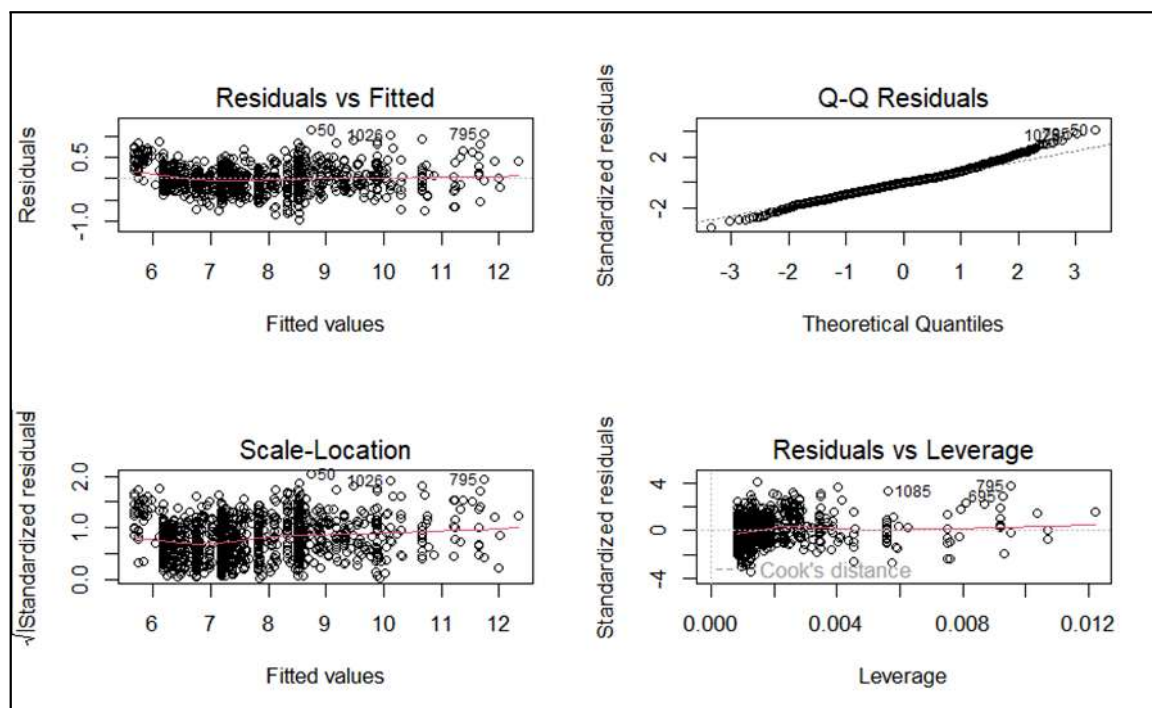 Residuals vs Fitted
Residuals
0.5
-1.0
50
1026
795
6 7 8 9 10 11 12
Fitted values
Q-Q Residuals
Standardized residuals
2
-2
50
-3 -2 -1 0 1 2 3
Theoretical Quantiles
Scale-Location
√|Standardized residuals
2.0
1.0
0.0
50
1026
795
6 7 8 9 10 11 12
Fitted values
Residuals vs Leverage
Standardized residuals
4
0
-4
795
695
1085
Cook's distance
0.000 0.004 0.008 0.012
Leverage